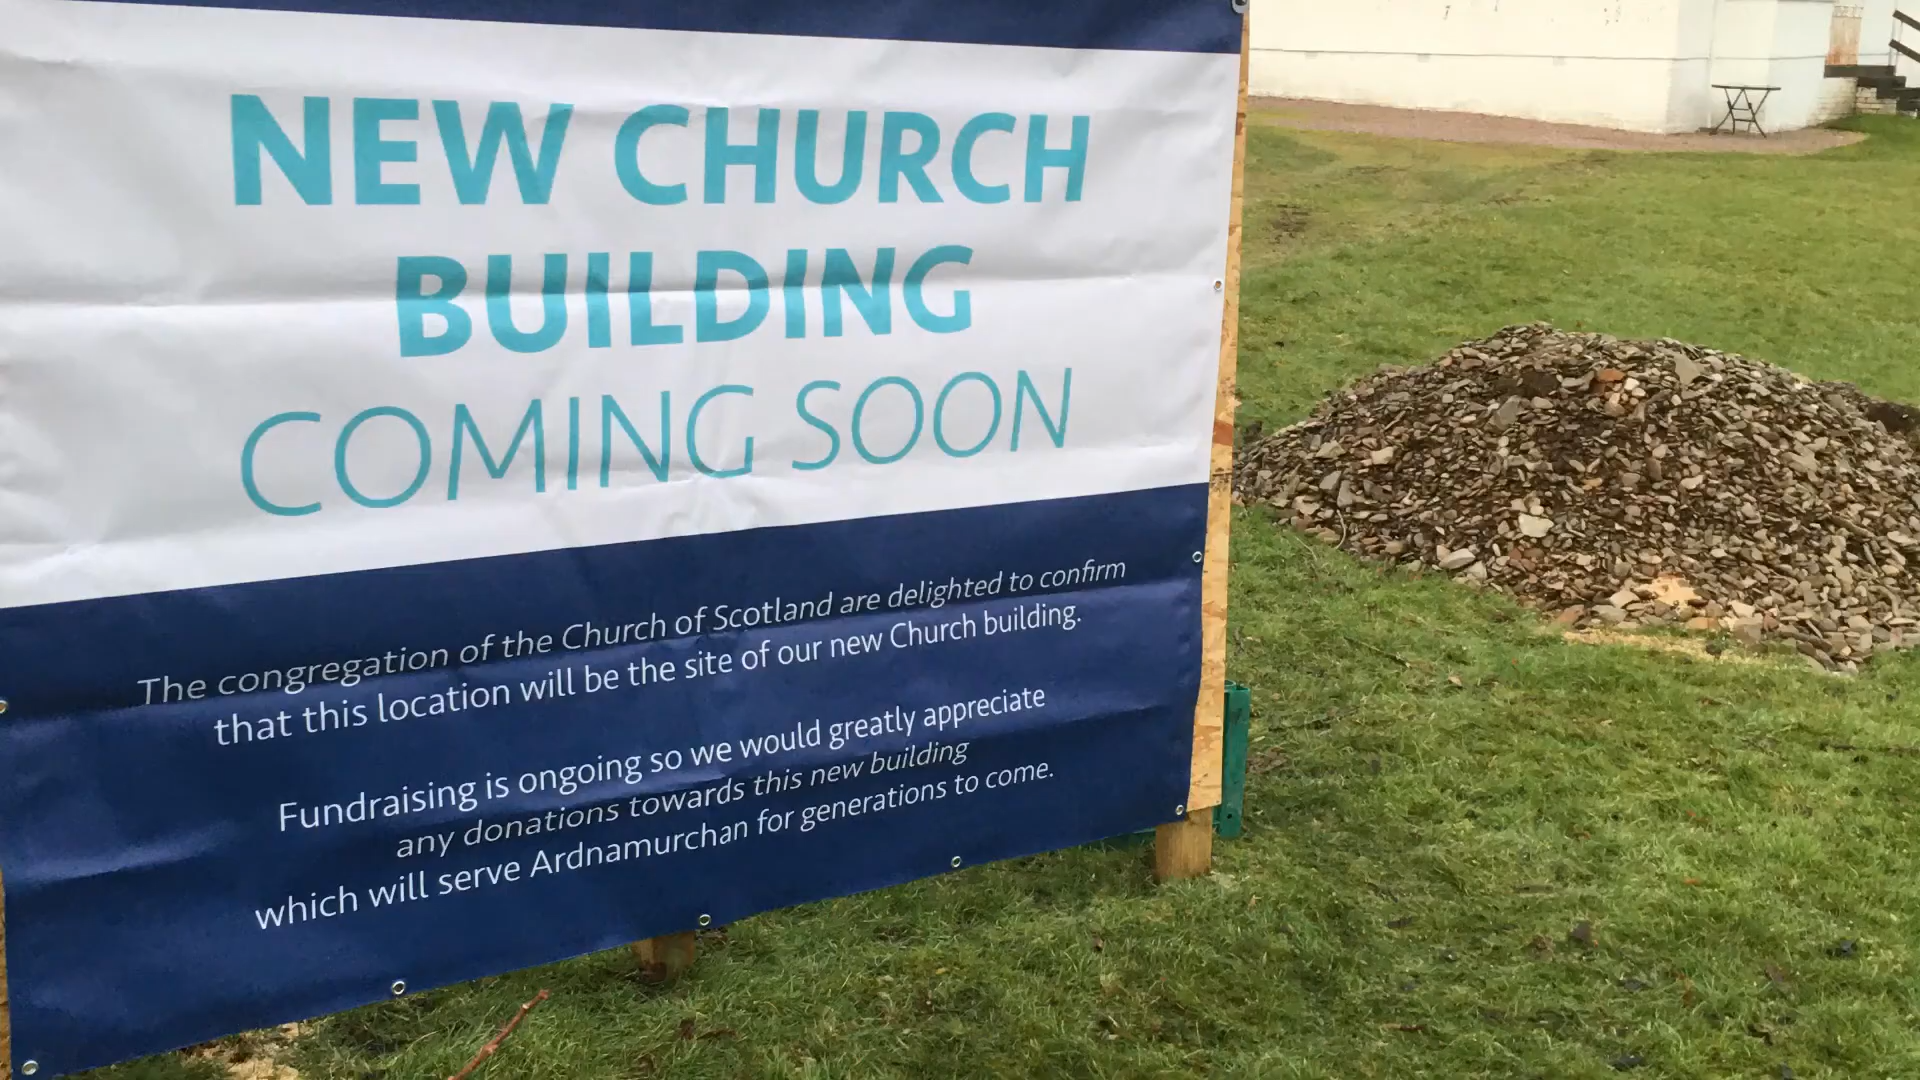 NEW CHURCH
BUILDING
COMING SOON
The congregation of the Church of Scotland are delighted to confirm
that this location will be the site of our new Church building.
Fundraising is ongoing so we would greatly appreciate
any donations towards this new building
which will serve Ardnamurchan for generations to come.